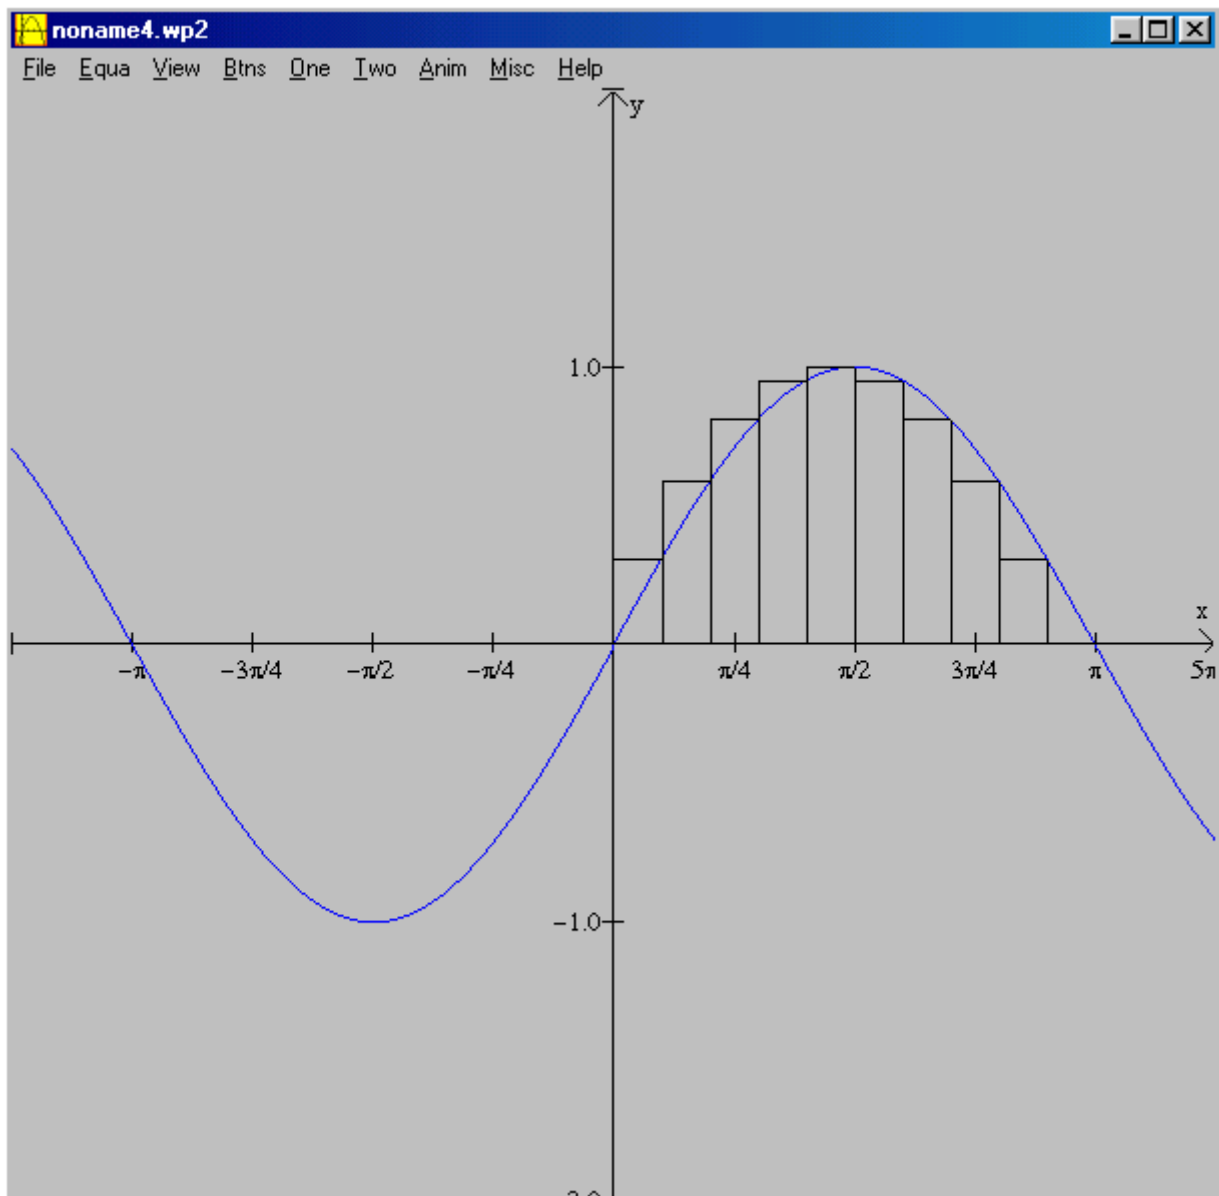 noname4.wp2
File Equa View Btns One Two Anim Misc Help
y
1.0
x
−π −3π/4 −π/2 −π/4 π/4 π/2 3π/4 π 5π
−1.0